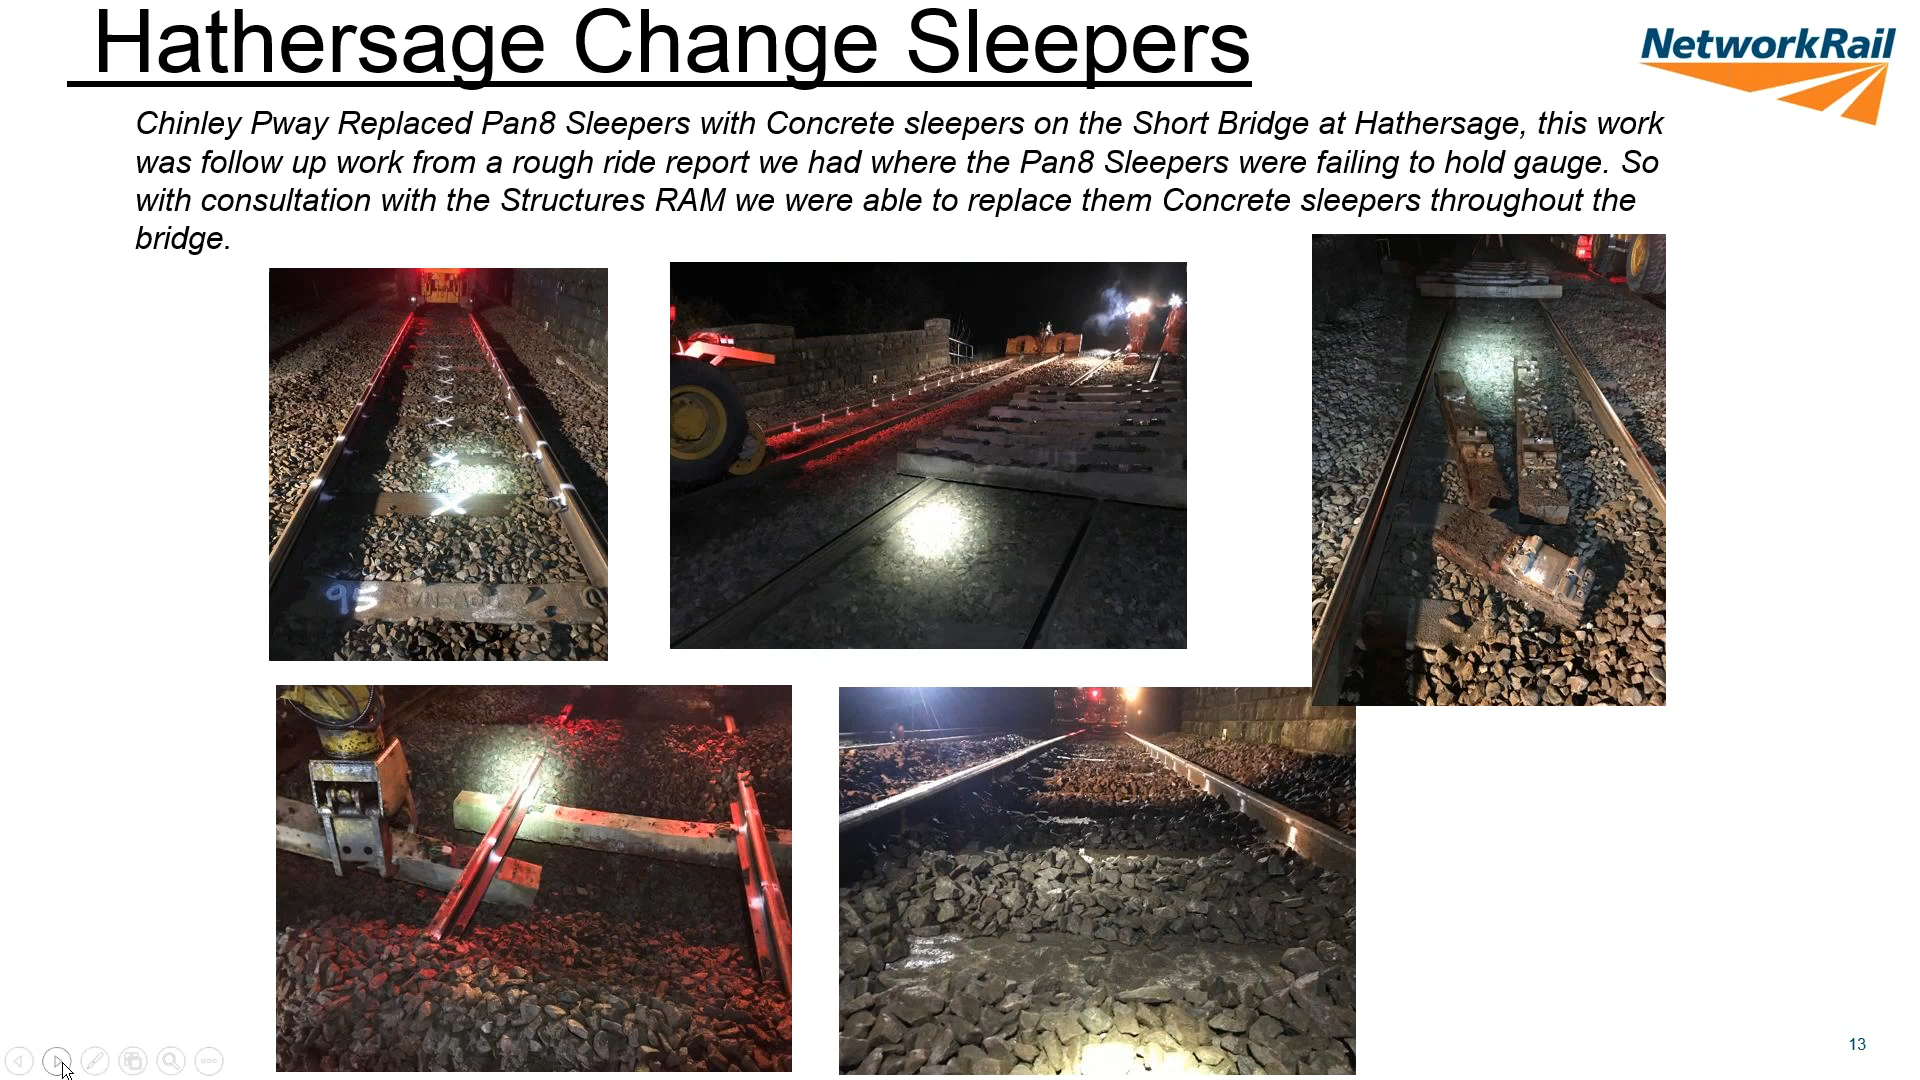 Hathersage Change Sleepers
NetworkRail
Chinley Pway Replaced Pan8 Sleepers with Concrete sleepers on the Short Bridge at Hathersage, this work
was follow up work from a rough ride report we had where the Pan8 Sleepers were failing to hold gauge. So
with consultation with the Structures RAM we were able to replace them Concrete sleepers throughout the
bridge.
95
13